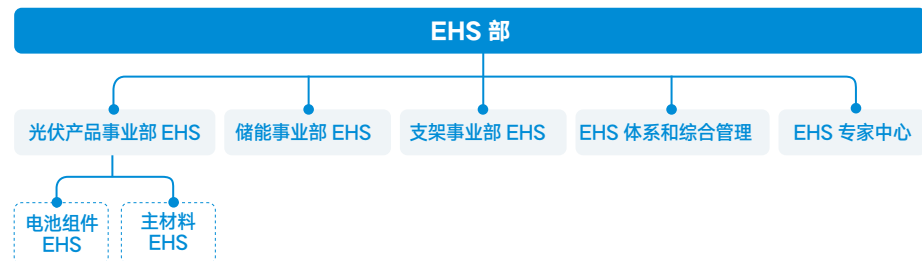 EHS 部
光伏产品事业部 EHS
储能事业部 EHS
支架事业部 EHS
EHS 体系和综合管理
EHS 专家中心
电池组件
EHS
主材料
EHS